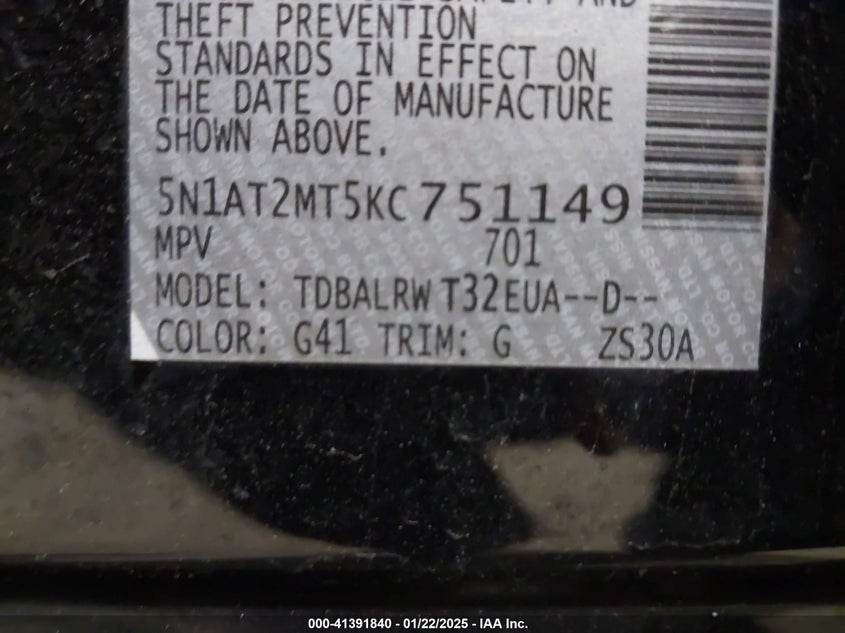 AND
THEFT PREVENTION
STANDARDS IN EFFECT ON
THE DATE OF MANUFACTURE
SHOWN ABOVE.
5N1AT2MT5KC751149
MPV 701
MODEL: TDBALRW T32EUA--D--
COLOR: G41 TRIM: G ZS30A
000-41391840 - 01/22/2025 - IAA Inc.